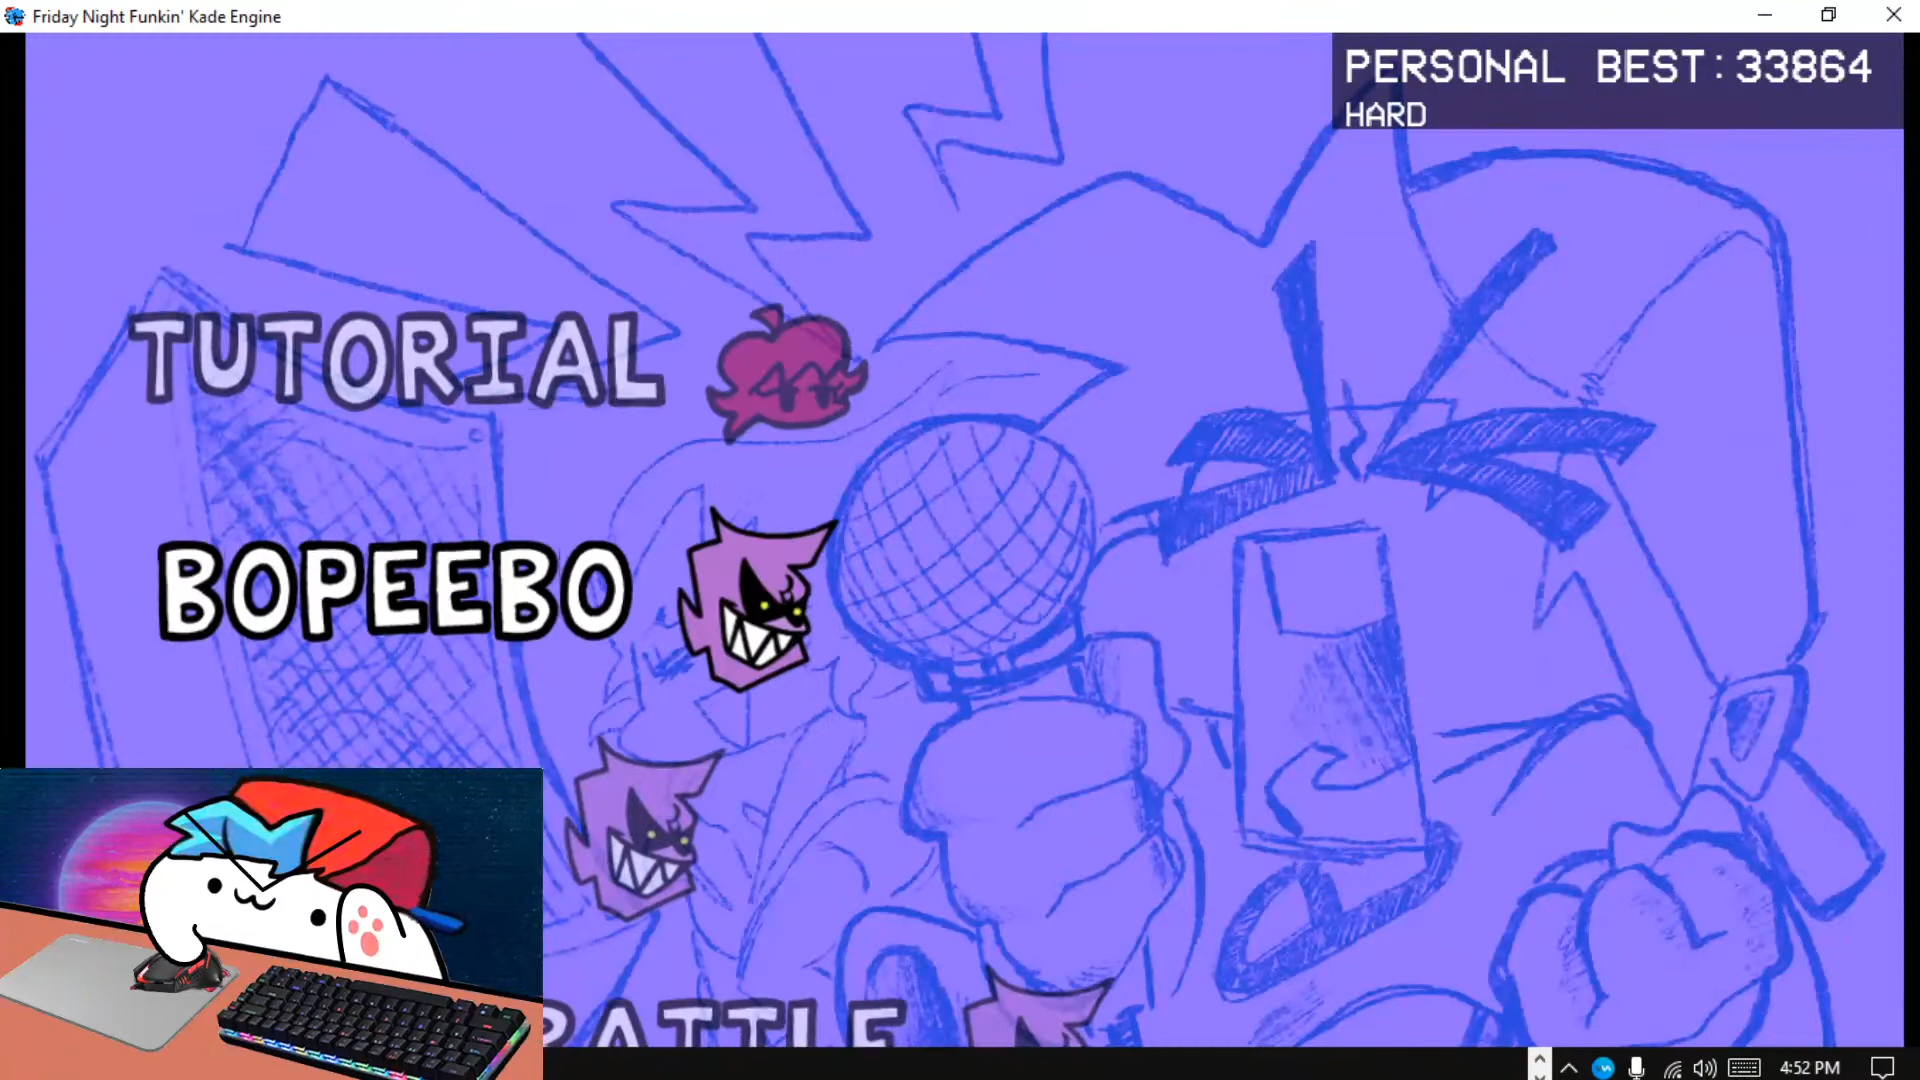 Friday Night Funkin' Kade Engine
PERSONAL BEST:33864
HARD
TUTORIAL
BOPEEBO
4:52 PM